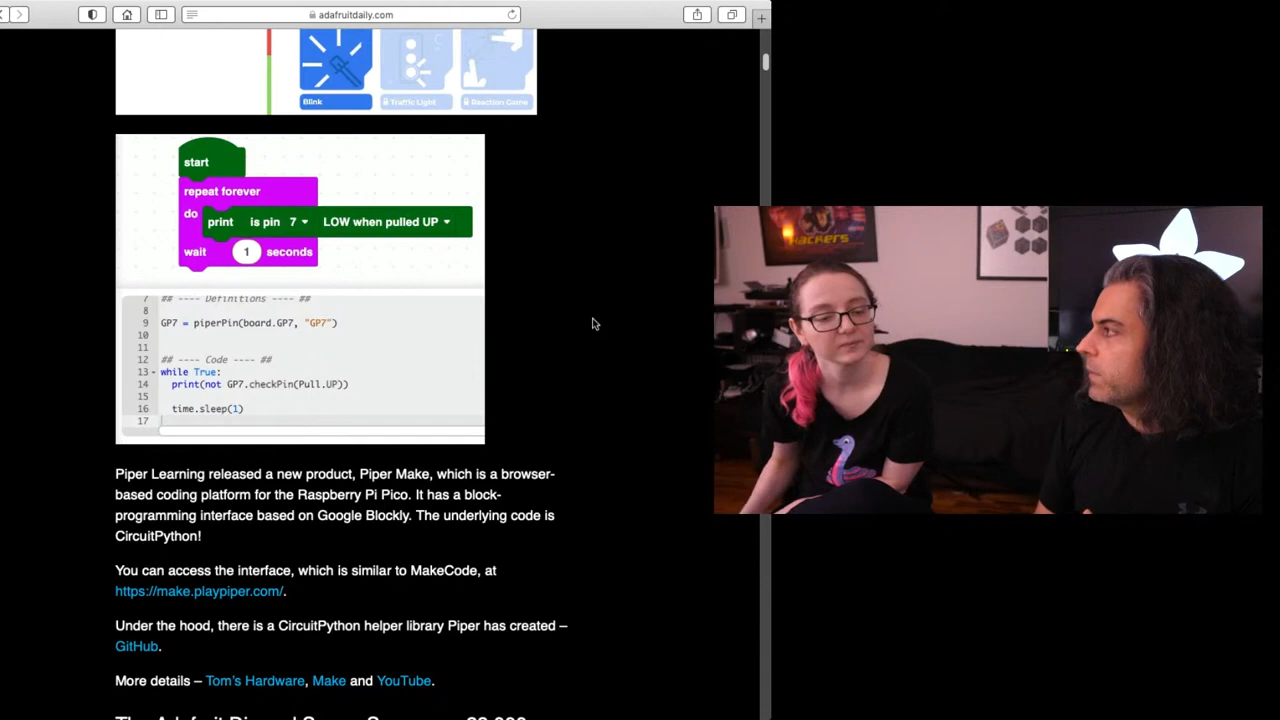 adafruitdaily.com
Blink
Traffic Light
Reaction Game
start
repeat forever
do print is pin 7 LOW when pulled UP
wait 1 seconds
7 ## ---- Definitions ---- ##
8
9 GP7 = piperPin(board.GP7, "GP7")
10
11
12 ## ---- Code ---- ##
13 while True:
14 print(not GP7.checkPin(Pull.UP))
15
16 time.sleep(1)
17
Piper Learning released a new product, Piper Make, which is a browser-
based coding platform for the Raspberry Pi Pico. It has a block-
programming interface based on Google Blockly. The underlying code is
CircuitPython!
You can access the interface, which is similar to MakeCode, at
https://make.playpiper.com/.
Under the hood, there is a CircuitPython helper library Piper has created –
GitHub.
More details – Tom's Hardware, Make and YouTube.
HACKERS